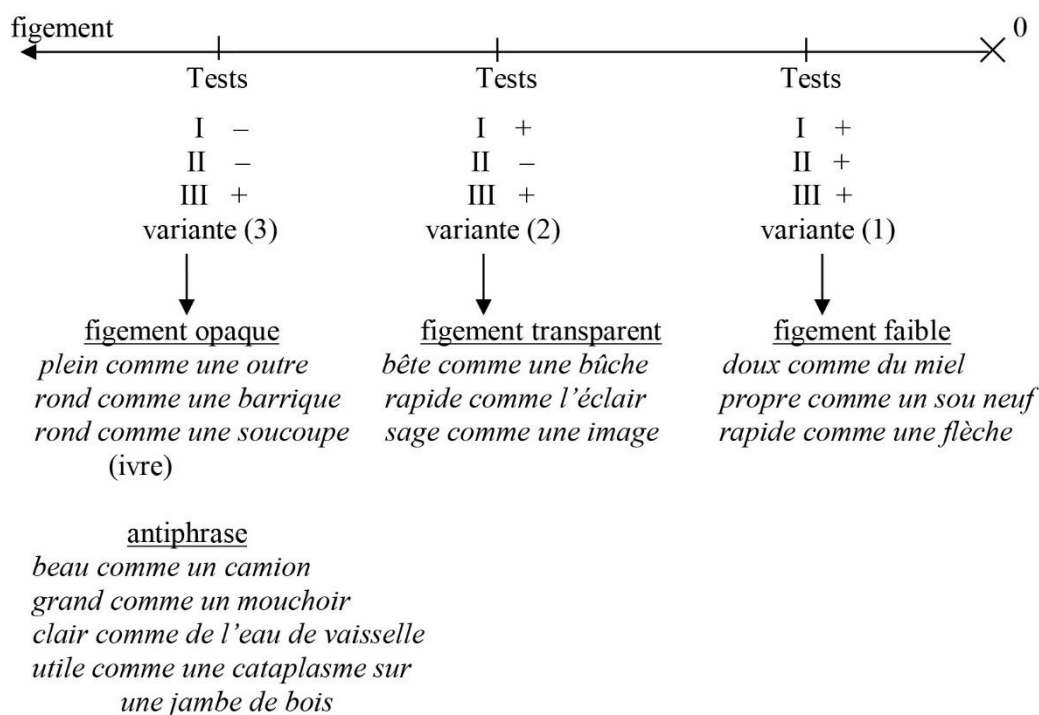 figement 0
Tests Tests Tests
I – I + I +
II – II – II +
III + III + III +
variante (3) variante (2) variante (1)
figement opaque figement transparent figement faible
plein comme une outre bête comme une bûche doux comme du miel
rond comme une barrique rapide comme l’éclair propre comme un sou neuf
rond comme une soucoupe sage comme une image rapide comme une flèche
(ivre)
antiphrase
beau comme un camion
grand comme un mouchoir
clair comme de l’eau de vaisselle
utile comme une cataplasme sur
une jambe de bois